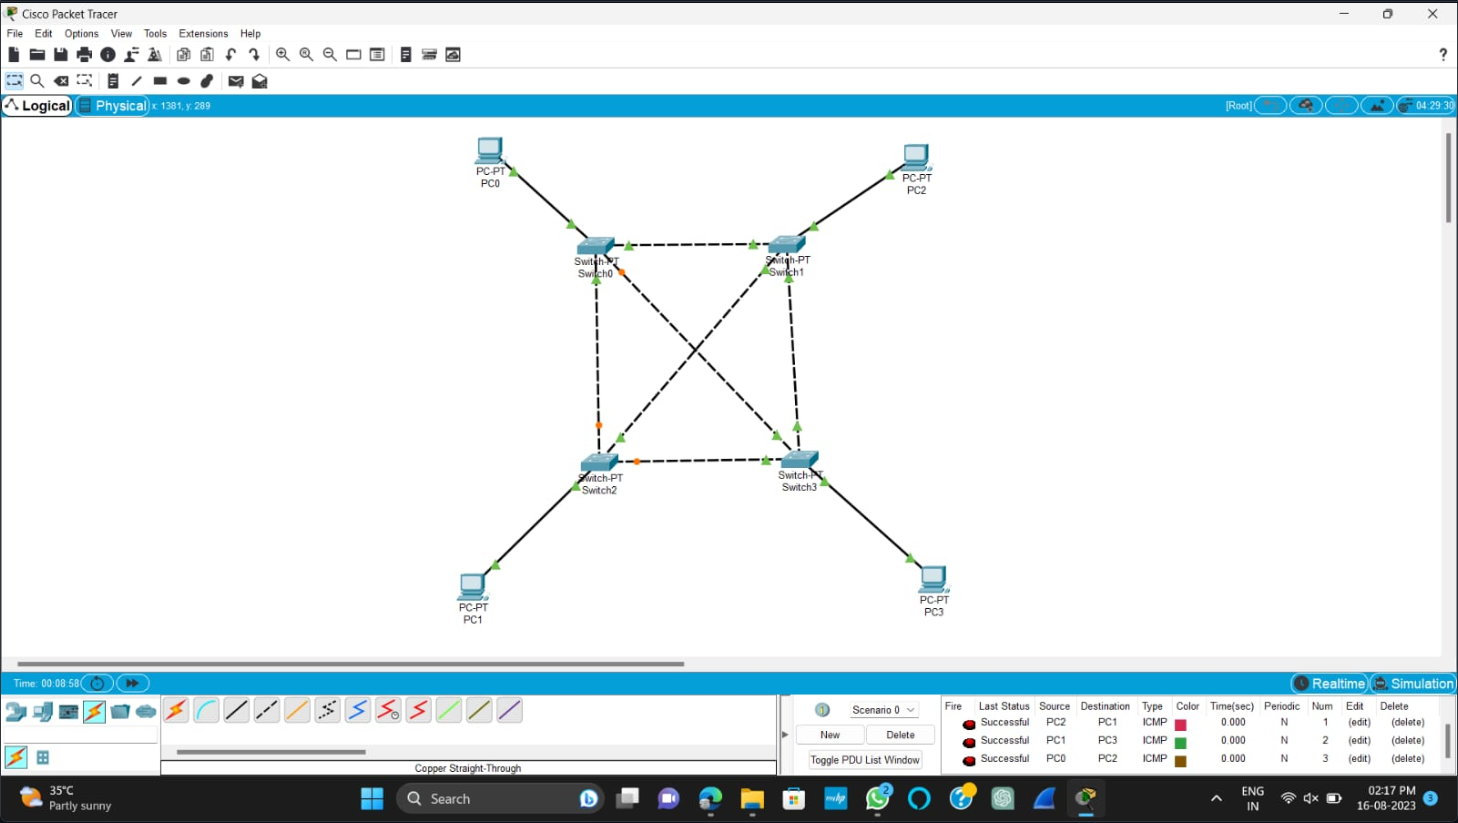 Cisco Packet Tracer
File Edit Options View Tools Extensions Help
?
Logical Physical x: 1381, y: 289 [Root] 04:29:30
PC-PT
PC0
PC-PT
PC2
Switch-PT
Switch0
Switch-PT
Switch1
Switch-PT
Switch2
Switch-PT
Switch3
PC-PT
PC1
PC-PT
PC3
Time: 00:08:58 Realtime Simulation
Scenario 0
New Delete
Toggle PDU List Window
Fire Last Status Source Destination Type Color Time(sec) Periodic Num Edit Delete
Successful PC2 PC1 ICMP 0.000 N 1 (edit) (delete)
Successful PC1 PC3 ICMP 0.000 N 2 (edit) (delete)
Successful PC0 PC2 ICMP 0.000 N 3 (edit) (delete)
Copper Straight-Through
35°C
Partly sunny
Search
2
ENG
IN
02:17 PM
16-08-2023
3